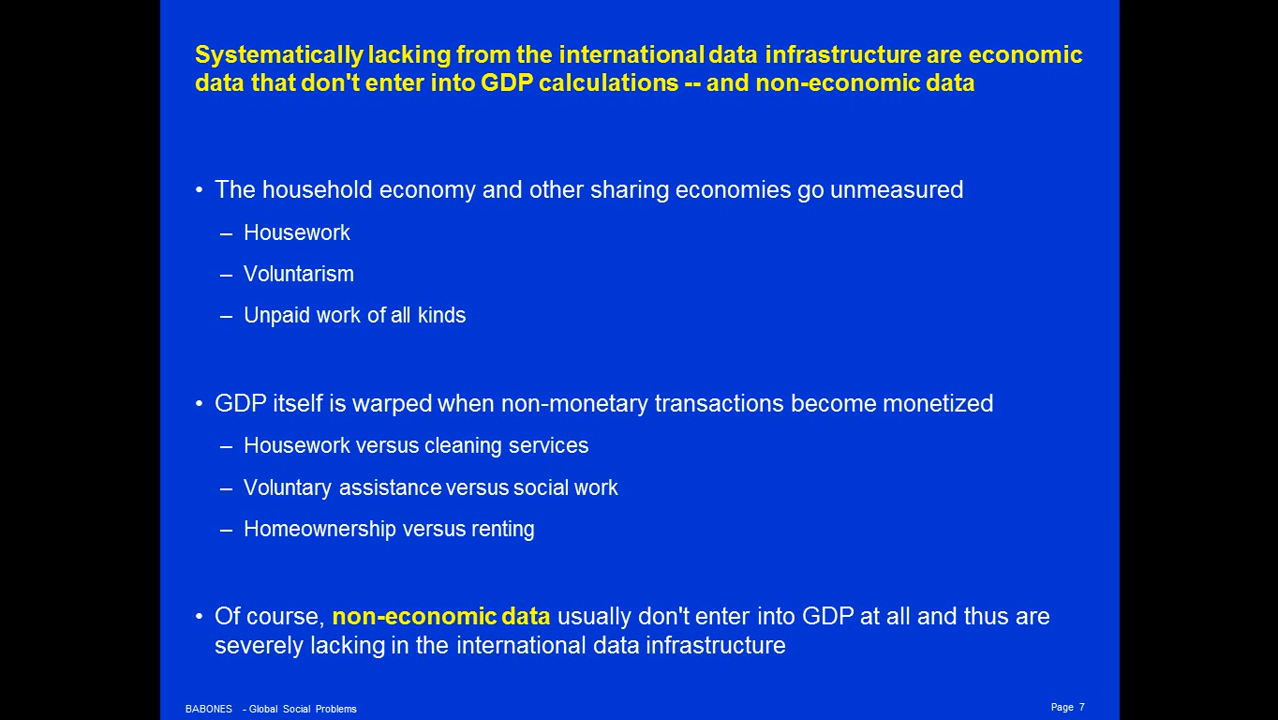 Systematically lacking from the international data infrastructure are economic
data that don't enter into GDP calculations -- and non-economic data
• The household economy and other sharing economies go unmeasured
– Housework
– Voluntarism
– Unpaid work of all kinds
• GDP itself is warped when non-monetary transactions become monetized
– Housework versus cleaning services
– Voluntary assistance versus social work
– Homeownership versus renting
• Of course, non-economic data usually don't enter into GDP at all and thus are
severely lacking in the international data infrastructure
BABONES - Global Social Problems
Page 7